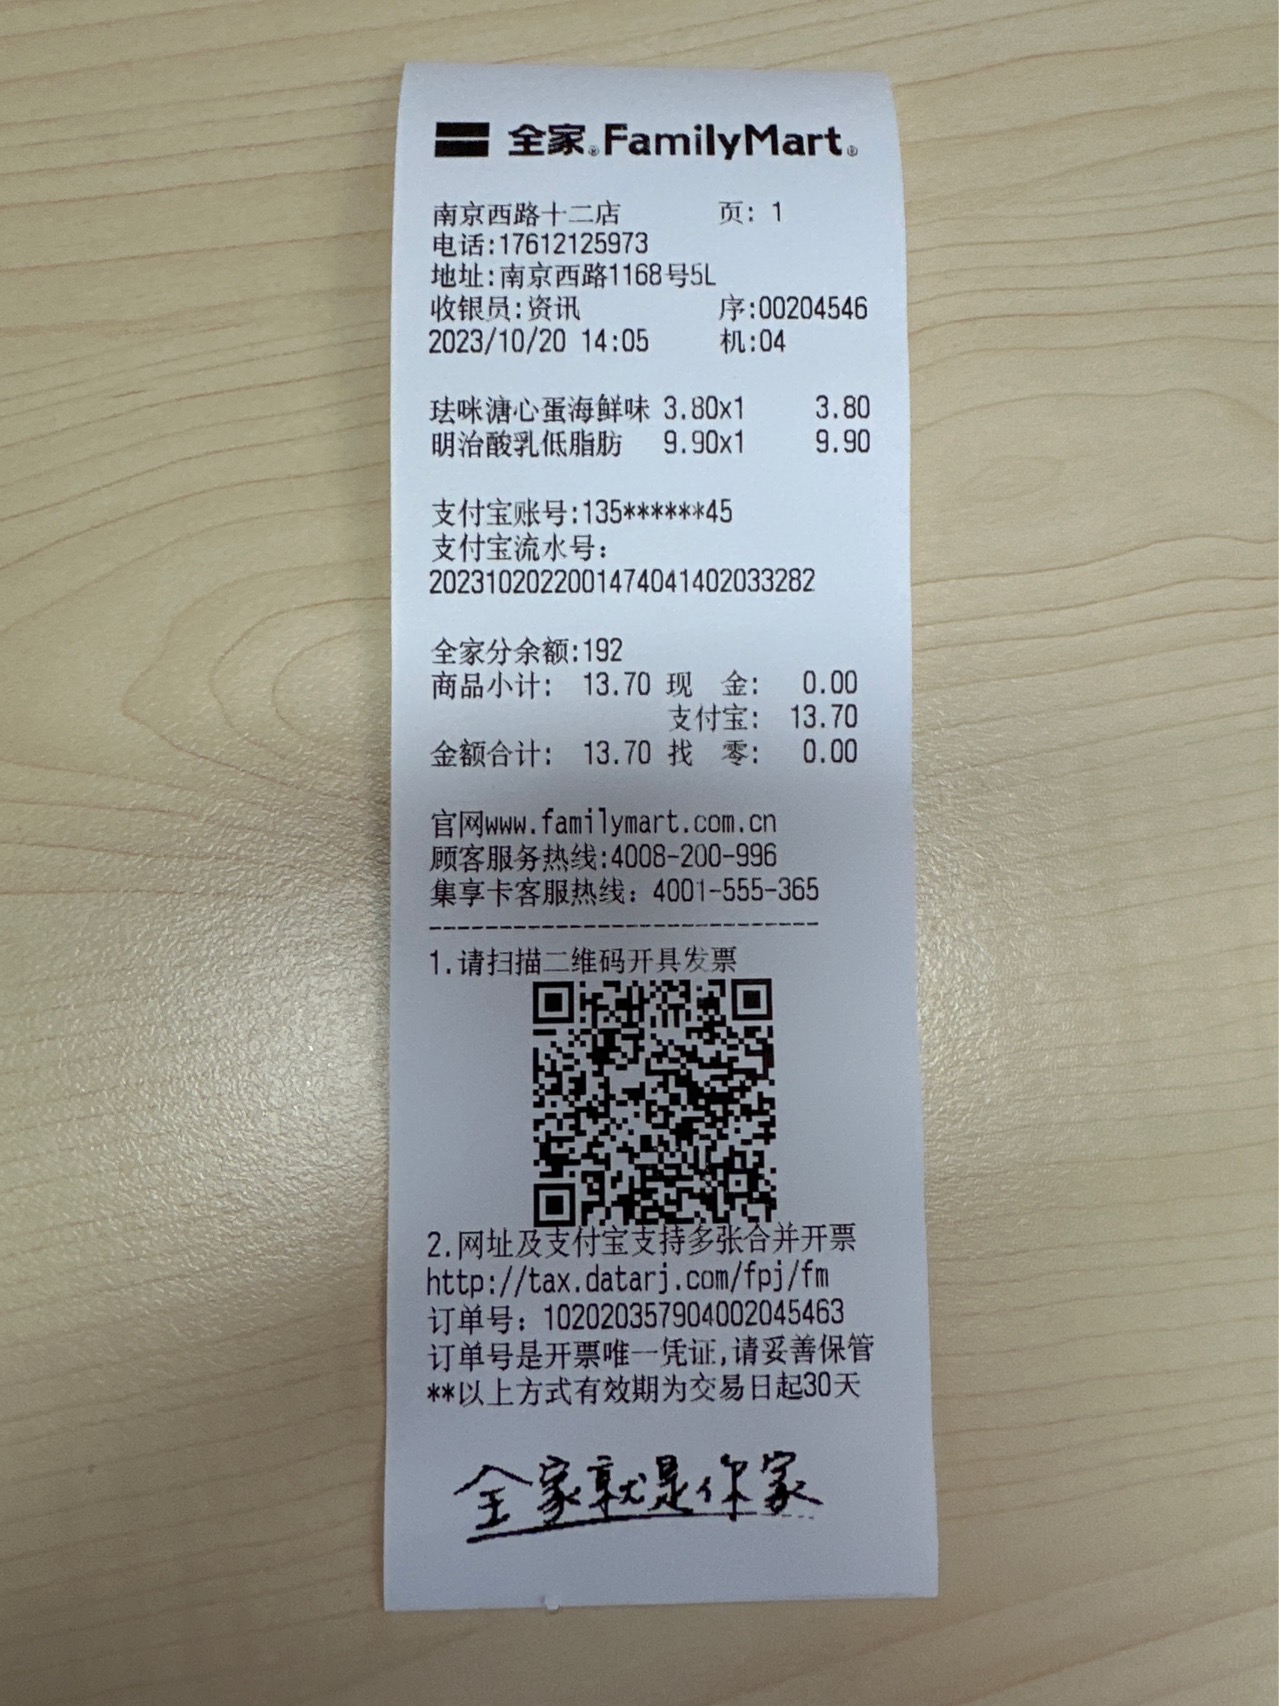 全家®FamilyMart®
南京西路十二店 页: 1
电话:17612125973
地址:南京西路1168号5L
收银员:资讯 序:00204546
2023/10/20 14:05 机:04
珐咪溏心蛋海鲜味 3.80x1 3.80
明治酸乳低脂肪 9.90x1 9.90
支付宝账号:135******45
支付宝流水号:
2023102022001474041402033282
全家分余额:192
商品小计: 13.70 现 金: 0.00
支付宝: 13.70
金额合计: 13.70 找 零: 0.00
官网www.familymart.com.cn
顾客服务热线:4008-200-996
集享卡客服热线: 4001-555-365
----------------------------
1.请扫描二维码开具发票
2.网址及支付宝支持多张合并开票
http://tax.datarj.com/fpj/fm
订单号: 102020357904002045463
订单号是开票唯一凭证,请妥善保管
**以上方式有效期为交易日起30天
全家就是你家